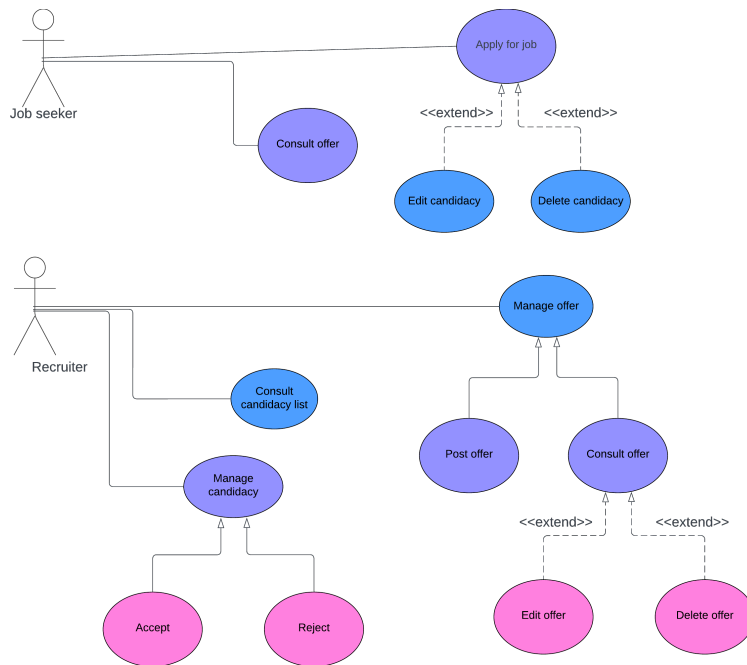 Apply for job
Job seeker
<<extend>>
<<extend>>
Consult offer
Edit candidacy
Delete candidacy
Manage offer
Recruiter
Consult
candidacy list
Post offer
Consult offer
Manage
candidacy
<<extend>>
<<extend>>
Edit offer
Delete offer
Accept
Reject